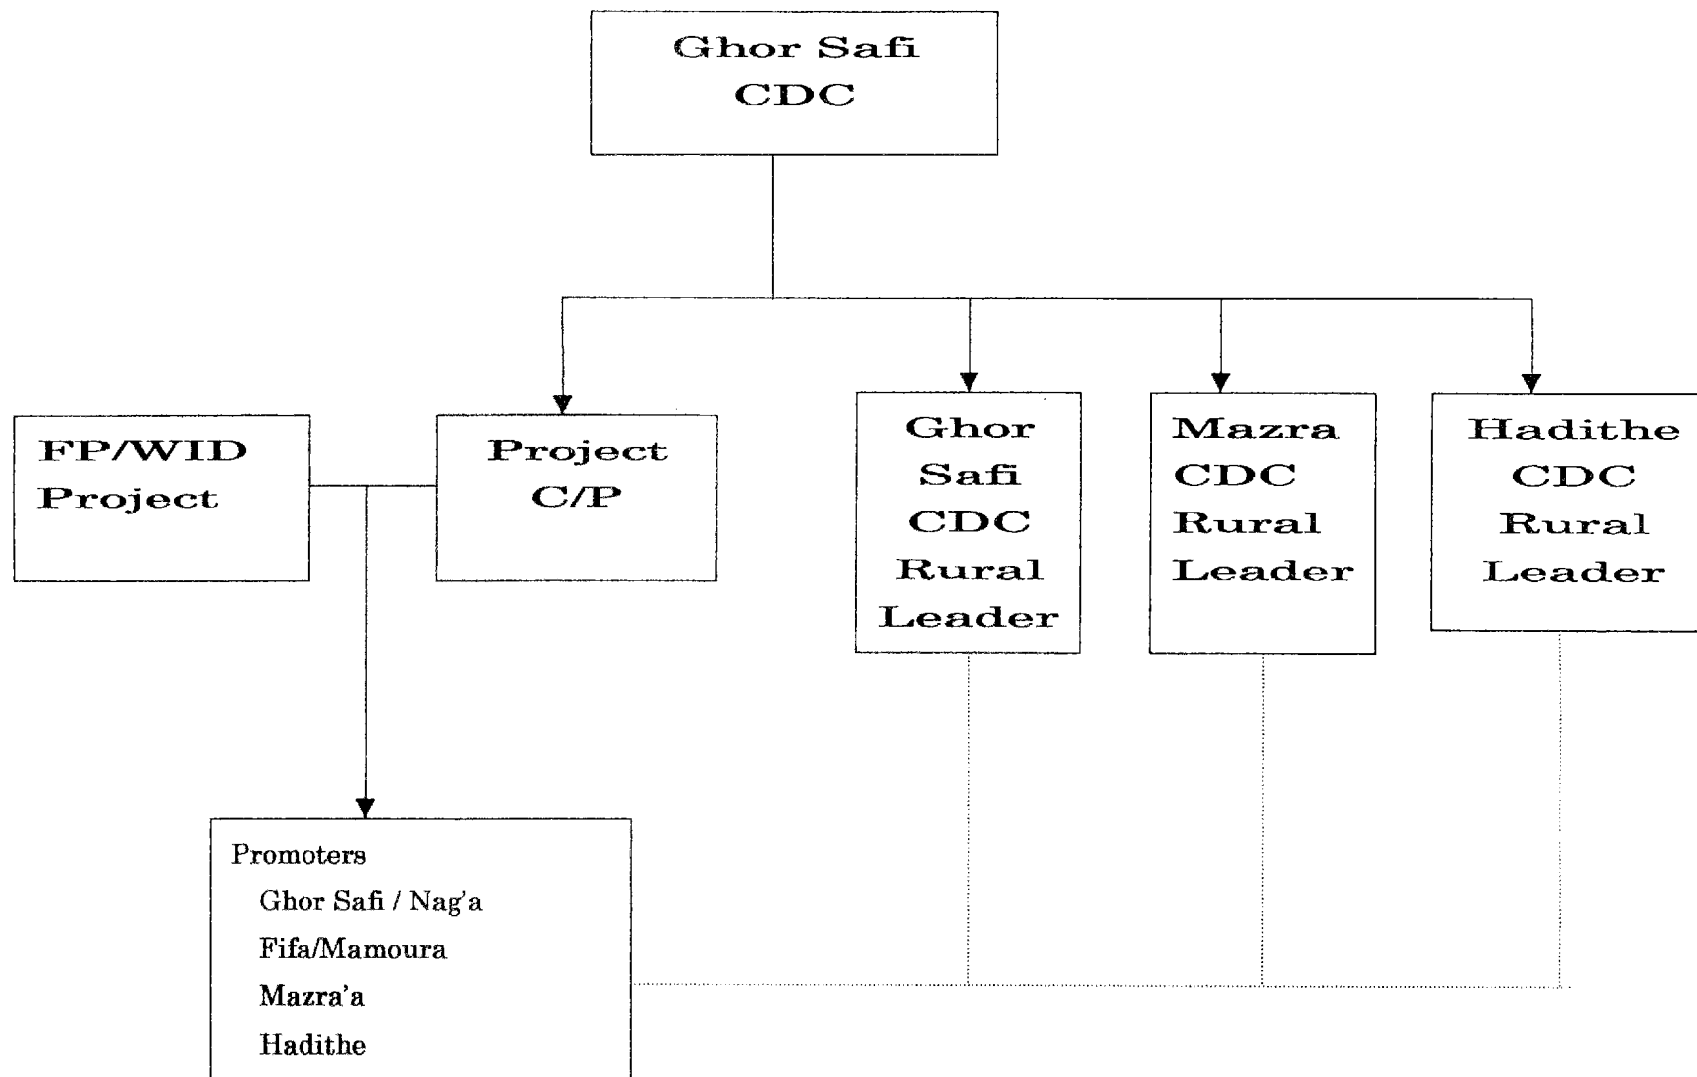 Ghor Safi
CDC
FP/WID
Project
Project
C/P
Ghor
Safi
CDC
Rural
Leader
Mazra
CDC
Rural
Leader
Hadithe
CDC
Rural
Leader
Promoters
Ghor Safi / Nag'a
Fifa/Mamoura
Mazra'a
Hadithe